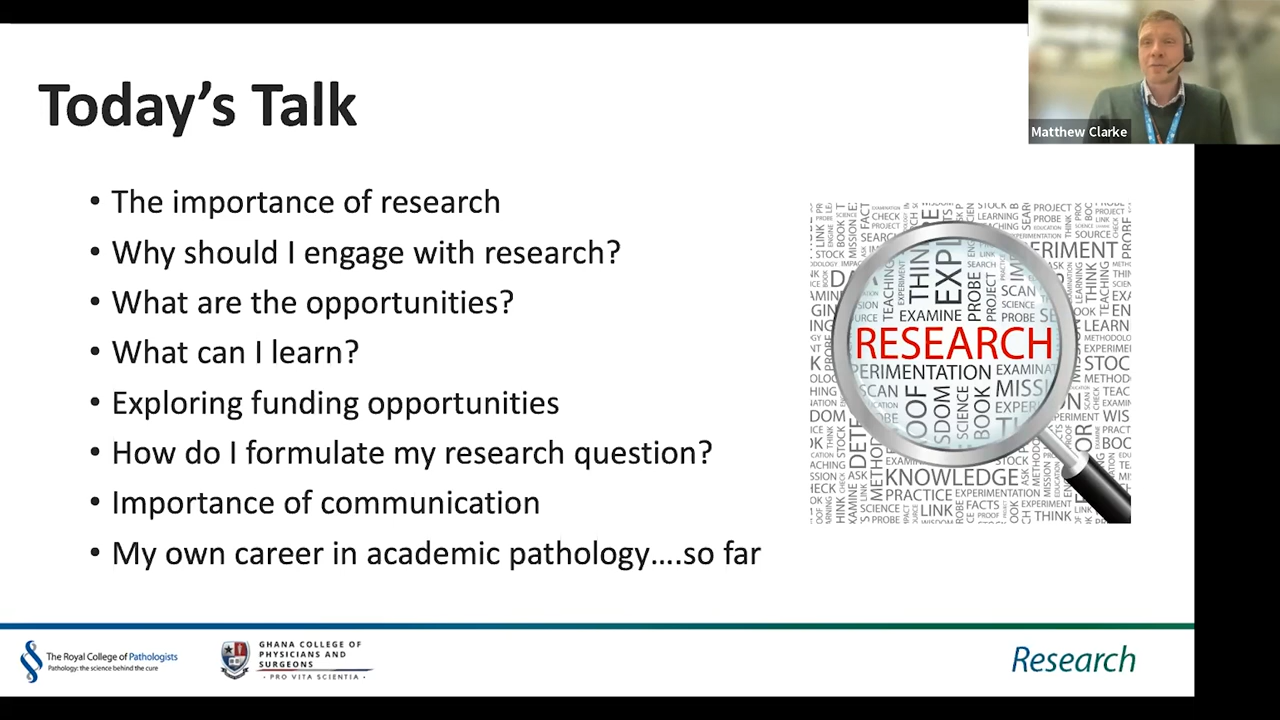 Today's Talk
Matthew Clarke
• The importance of research
• Why should I engage with research?
• What are the opportunities?
• What can I learn?
• Exploring funding opportunities
• How do I formulate my research question?
• Importance of communication
• My own career in academic pathology....so far
EXAMINE
RESEARCH
PERIMENTATION
KNOWLEDGE
PRACTICE EXPERIMENTATION
The Royal College of Pathologists
Pathology: the science behind the cure
GHANA COLLEGE OF
PHYSICIANS AND
SURGEONS
• PRO VITA SCIENTIA •
Research